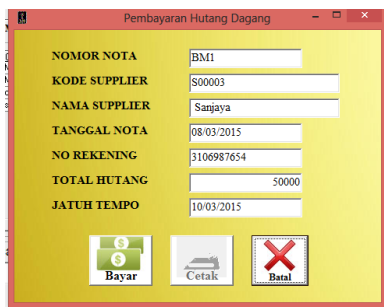 Pembayaran Hutang Dagang
NOMOR NOTA BM1
KODE SUPPLIER S00003
NAMA SUPPLIER Sanjaya
TANGGAL NOTA 08/03/2015
NO REKENING 3106987654
TOTAL HUTANG 50000
JATUH TEMPO 10/03/2015
Bayar Cetak Batal